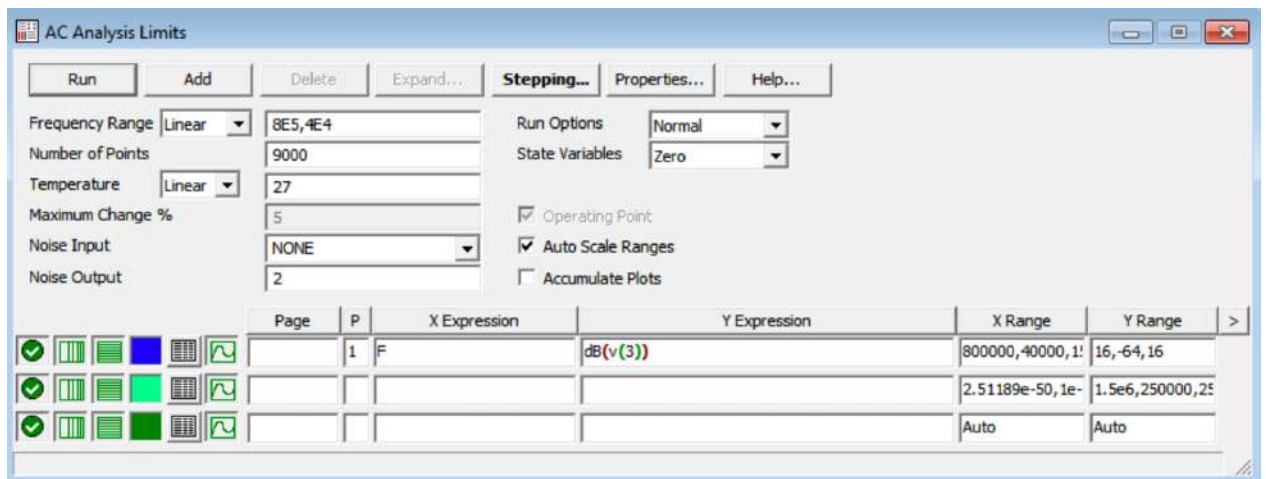 AC Analysis Limits
Run Add Delete Expand... Stepping... Properties... Help...
Frequency Range Linear 8E5,4E4 Run Options Normal
Number of Points 9000 State Variables Zero
Temperature Linear 27
Maximum Change % 5 Operating Point
Noise Input NONE Auto Scale Ranges
Noise Output 2 Accumulate Plots
Page P X Expression Y Expression X Range Y Range >
1 F dB(v(3)) 800000,40000,1 16,-64,16
2.51189e-50,1e- 1.5e6,250000,25
Auto Auto